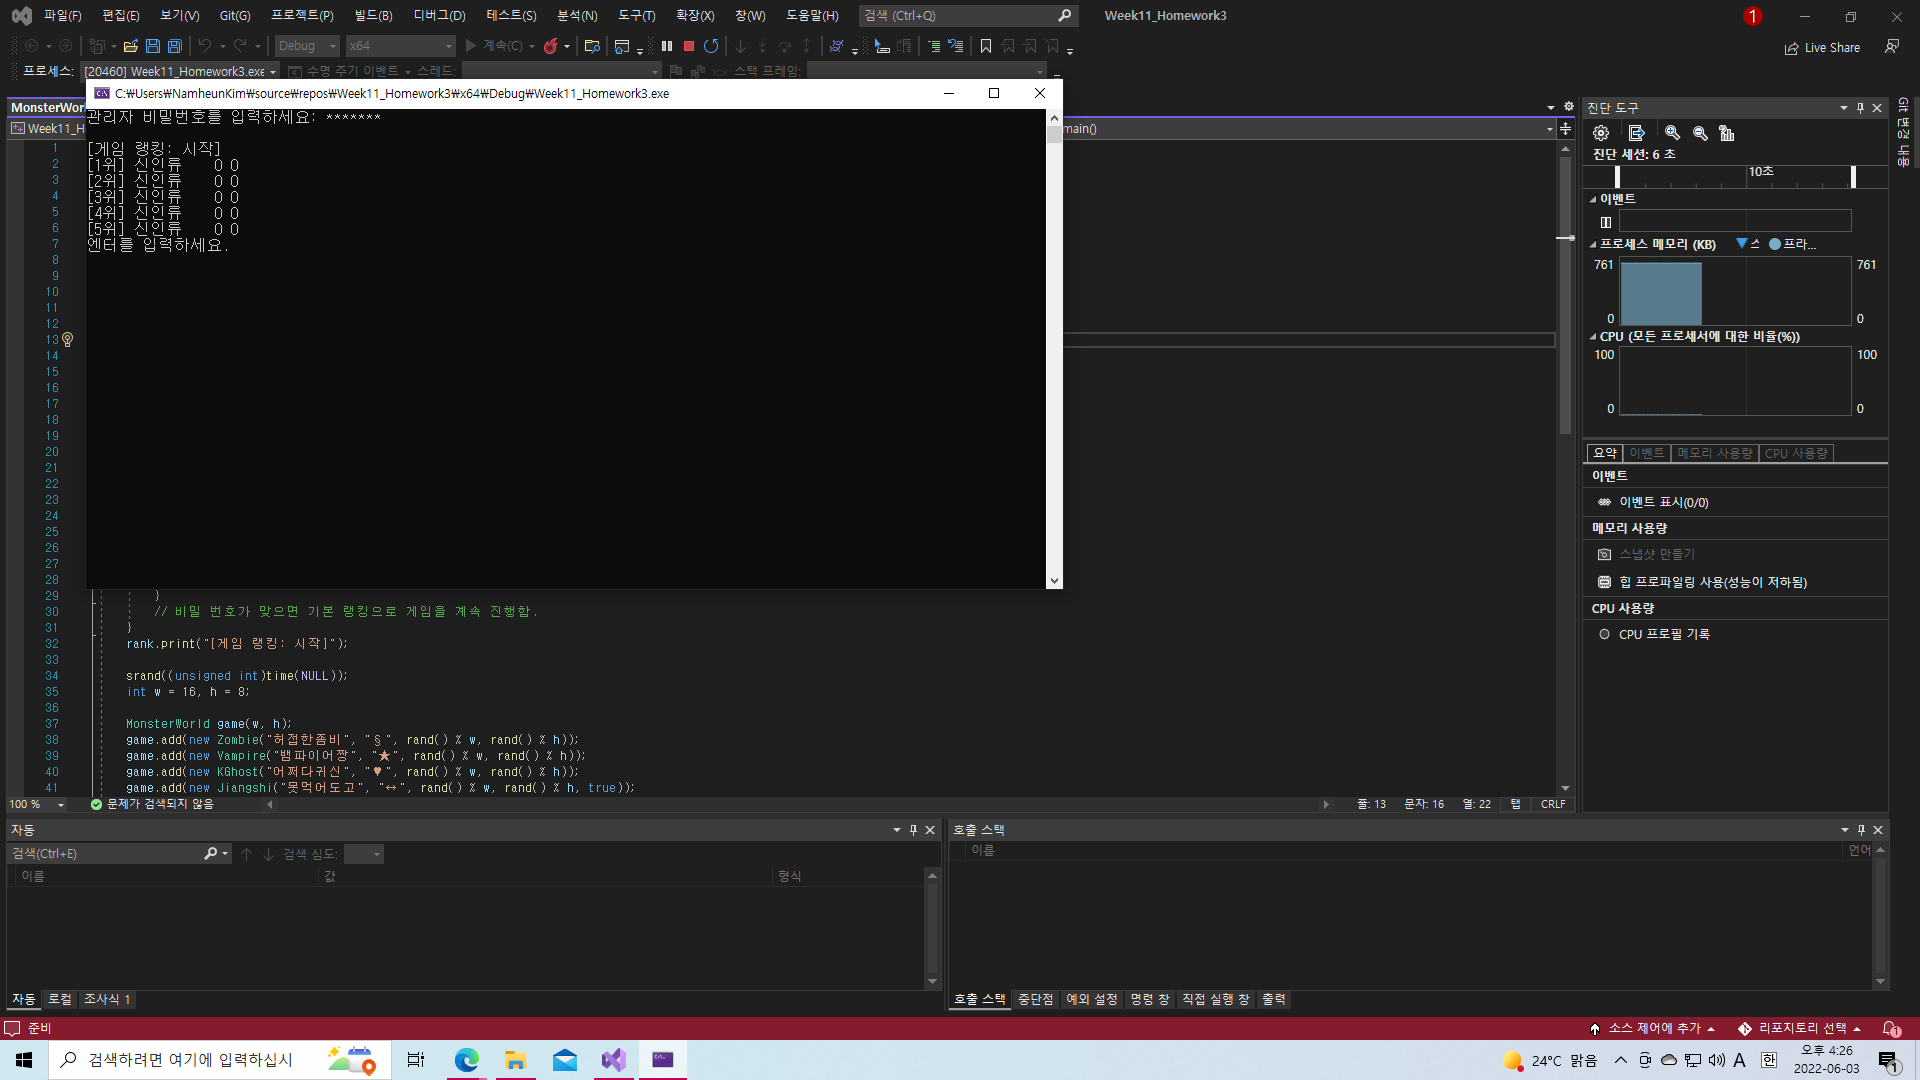 파일(F) 편집(E) 보기(V) Git(G) 프로젝트(P) 빌드(B) 디버그(D) 테스트(S) 분석(N) 도구(T) 확장(X) 창(W) 도움말(H) 검색 (Ctrl+Q) Week11_Homework3 1
Debug x64 계속(C) Live Share
프로세스: [20460] Week11_Homework3.exe 수명 주기 이벤트 스레드: 스택 프레임:
C:\Users\NamheunKim\source\repos\Week11_Homework3\x64\Debug\Week11_Homework3.exe
관리자 비밀번호를 입력하세요: *******
[게임 랭킹: 시작]
[1위] 신인류 0 0
[2위] 신인류 0 0
[3위] 신인류 0 0
[4위] 신인류 0 0
[5위] 신인류 0 0
엔터를 입력하세요.
MonsterWor
Week11_H
main()
1
2
3
4
5
6
7
8
9
10
11
12
13
14
15
16
17
18
19
20
21
22
23
24
25
26
27
28
29 }
30 // 비밀 번호가 맞으면 기본 랭킹으로 게임을 계속 진행함.
31 }
32 rank.print("[게임 랭킹: 시작]");
33
34 srand((unsigned int)time(NULL));
35 int w = 16, h = 8;
36
37 MonsterWorld game(w, h);
38 game.add(new Zombie("허접한좀비", "§", rand() % w, rand() % h));
39 game.add(new Vampire("뱀파이어짱", "★", rand() % w, rand() % h));
40 game.add(new KGhost("어쩌다귀신", "♥", rand() % w, rand() % h));
41 game.add(new Jiangshi("못먹어도고", "↔", rand() % w, rand() % h, true));
100 % 문제가 검색되지 않음 줄: 13 문자: 16 열: 22 탭 CRLF
진단 도구
진단 세션: 6 초
10초
이벤트
프로세스 메모리 (KB) 스 프라...
761 761
0 0
CPU (모든 프로세서에 대한 비율(%))
100 100
0 0
요약 이벤트 메모리 사용량 CPU 사용량
이벤트
이벤트 표시(0/0)
메모리 사용량
스냅샷 만들기
힙 프로파일링 사용(성능이 저하됨)
CPU 사용량
CPU 프로필 기록
Git 변경 내용
자동
검색(Ctrl+E) 검색 심도:
이름 값 형식
자동 로컬 조사식 1
호출 스택
이름 언어
호출 스택 중단점 예외 설정 명령 창 직접 실행 창 출력
준비 소스 제어에 추가 리포지토리 선택 1
검색하려면 여기에 입력하십시 24°C 맑음 A 한 오후 4:26
2022-06-03 1